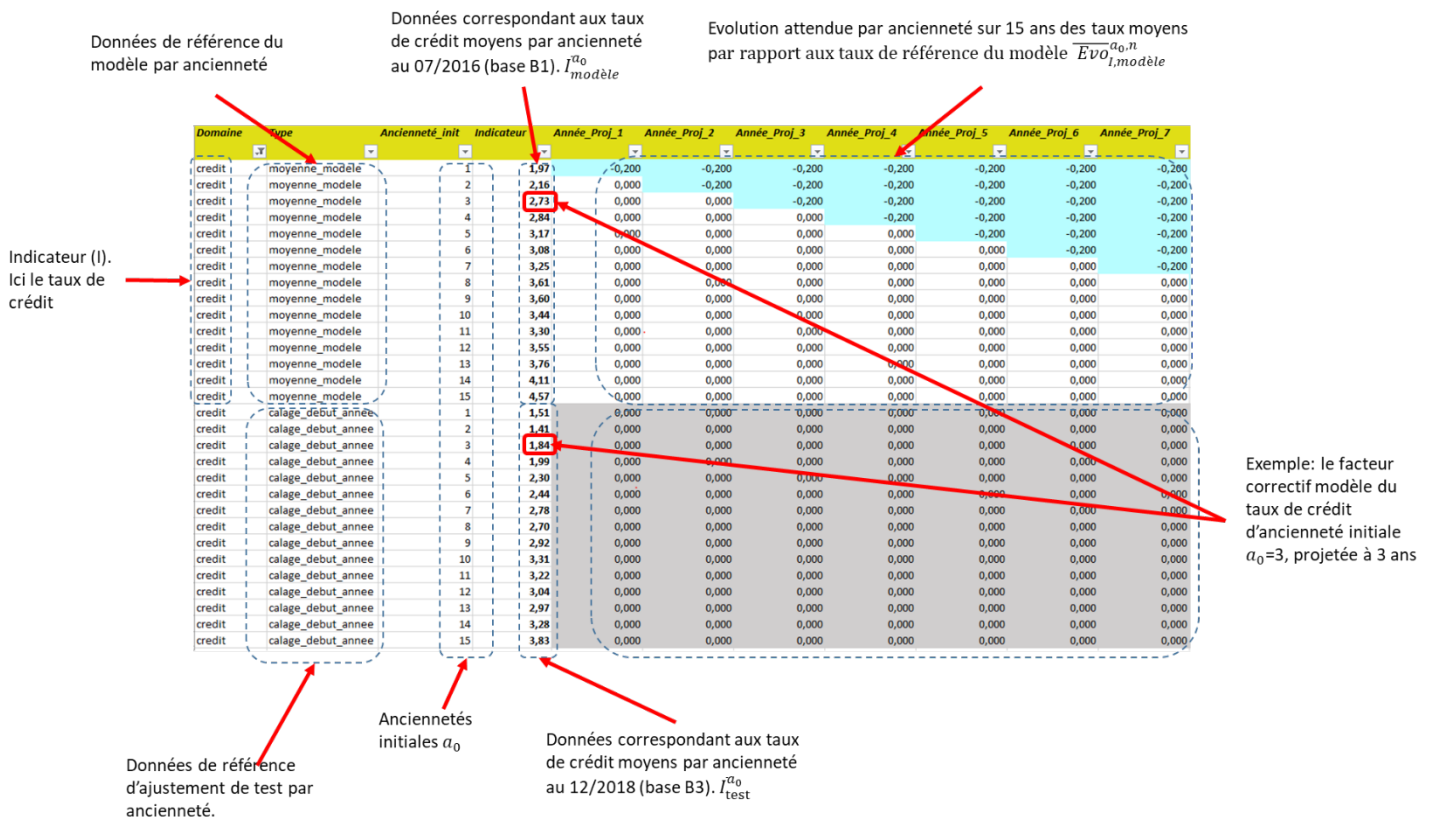 Données de référence du
modèle par ancienneté
Données correspondant aux taux
de crédit moyens par ancienneté
au 07/2016 (base B1). I^{a_0}_{modèle}
Evolution attendue par ancienneté sur 15 ans des taux moyens
par rapport aux taux de référence du modèle \overline{Evo}^{a_0,n}_{I,modèle}
Domaine Type Ancienneté_init Indicateur Année_Proj_1 Année_Proj_2 Année_Proj_3 Année_Proj_4 Année_Proj_5 Année_Proj_6 Année_Proj_7
credit moyenne_modele 1 1,97 -0,200 -0,200 -0,200 -0,200 -0,200 -0,200 -0,200
credit moyenne_modele 2 2,16 0,000 -0,200 -0,200 -0,200 -0,200 -0,200 -0,200
credit moyenne_modele 3 2,73 0,000 0,000 -0,200 -0,200 -0,200 -0,200 -0,200
credit moyenne_modele 4 2,84 0,000 0,000 0,000 -0,200 -0,200 -0,200 -0,200
credit moyenne_modele 5 3,17 0,000 0,000 0,000 0,000 -0,200 -0,200 -0,200
credit moyenne_modele 6 3,08 0,000 0,000 0,000 0,000 0,000 -0,200 -0,200
credit moyenne_modele 7 3,25 0,000 0,000 0,000 0,000 0,000 0,000 -0,200
credit moyenne_modele 8 3,61 0,000 0,000 0,000 0,000 0,000 0,000 0,000
credit moyenne_modele 9 3,60 0,000 0,000 0,000 0,000 0,000 0,000 0,000
credit moyenne_modele 10 3,44 0,000 0,000 0,000 0,000 0,000 0,000 0,000
credit moyenne_modele 11 3,30 0,000 0,000 0,000 0,000 0,000 0,000 0,000
credit moyenne_modele 12 3,55 0,000 0,000 0,000 0,000 0,000 0,000 0,000
credit moyenne_modele 13 3,76 0,000 0,000 0,000 0,000 0,000 0,000 0,000
credit moyenne_modele 14 4,11 0,000 0,000 0,000 0,000 0,000 0,000 0,000
credit moyenne_modele 15 4,57 0,000 0,000 0,000 0,000 0,000 0,000 0,000
credit calage_debut_annee 1 1,51 0,000 0,000 0,000 0,000 0,000 0,000 0,000
credit calage_debut_annee 2 1,41 0,000 0,000 0,000 0,000 0,000 0,000 0,000
credit calage_debut_annee 3 1,84 0,000 0,000 0,000 0,000 0,000 0,000 0,000
credit calage_debut_annee 4 1,99 0,000 0,000 0,000 0,000 0,000 0,000 0,000
credit calage_debut_annee 5 2,30 0,000 0,000 0,000 0,000 0,000 0,000 0,000
credit calage_debut_annee 6 2,44 0,000 0,000 0,000 0,000 0,000 0,000 0,000
credit calage_debut_annee 7 2,78 0,000 0,000 0,000 0,000 0,000 0,000 0,000
credit calage_debut_annee 8 2,70 0,000 0,000 0,000 0,000 0,000 0,000 0,000
credit calage_debut_annee 9 2,92 0,000 0,000 0,000 0,000 0,000 0,000 0,000
credit calage_debut_annee 10 3,31 0,000 0,000 0,000 0,000 0,000 0,000 0,000
credit calage_debut_annee 11 3,22 0,000 0,000 0,000 0,000 0,000 0,000 0,000
credit calage_debut_annee 12 3,04 0,000 0,000 0,000 0,000 0,000 0,000 0,000
credit calage_debut_annee 13 2,97 0,000 0,000 0,000 0,000 0,000 0,000 0,000
credit calage_debut_annee 14 3,28 0,000 0,000 0,000 0,000 0,000 0,000 0,000
credit calage_debut_annee 15 3,83 0,000 0,000 0,000 0,000 0,000 0,000 0,000
Indicateur (I).
Ici le taux de
crédit
Exemple: le facteur
correctif modèle du
taux de crédit
d'ancienneté initiale
a_0=3, projetée à 3 ans
Anciennetés
initiales a_0
Données correspondant aux taux
de crédit moyens par ancienneté
au 12/2018 (base B3). I^{a_0}_{test}
Données de référence
d'ajustement de test par
ancienneté.